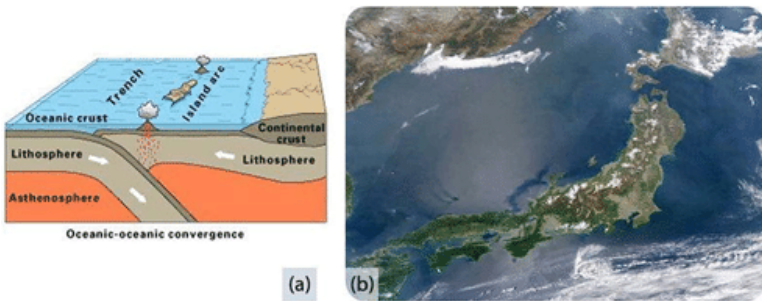 Trench
Island arc
Oceanic crust
Continental
crust
Lithosphere
Lithosphere
Asthenosphere
Oceanic-oceanic convergence
(a)
(b)